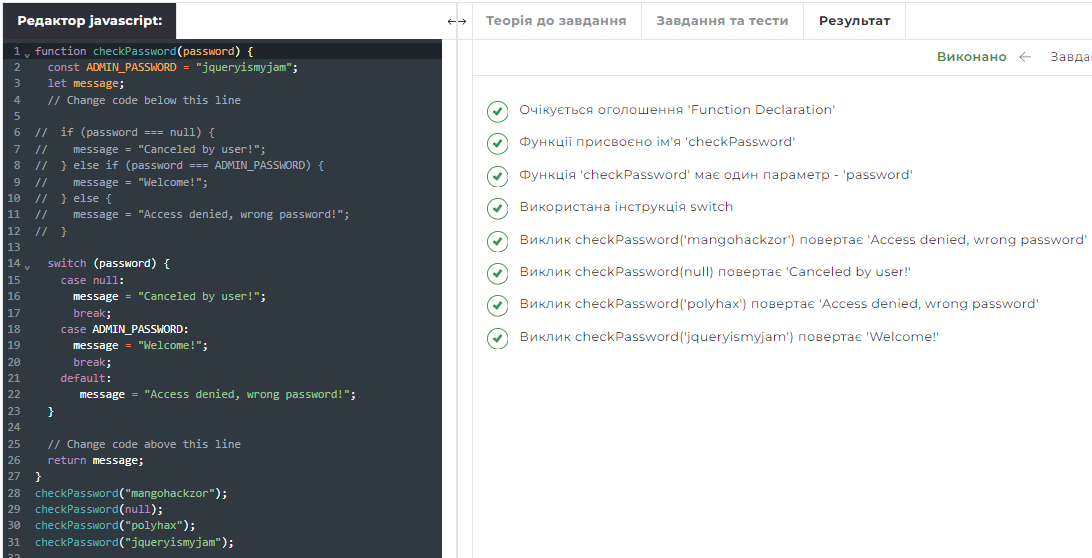 Редактор javascript:
Теорія до завдання
Завдання та тести
Результат
Виконано
Завда
1 function checkPassword(password) {
2 const ADMIN_PASSWORD = "jqueryismyjam";
3 let message;
4 // Change code below this line
5
6 // if (password === null) {
7 // message = "Canceled by user!";
8 // } else if (password === ADMIN_PASSWORD) {
9 // message = "Welcome!";
10 // } else {
11 // message = "Access denied, wrong password!";
12 // }
13
14 switch (password) {
15 case null:
16 message = "Canceled by user!";
17 break;
18 case ADMIN_PASSWORD:
19 message = "Welcome!";
20 break;
21 default:
22 message = "Access denied, wrong password!";
23 }
24
25 // Change code above this line
26 return message;
27 }
28 checkPassword("mangohackzor");
29 checkPassword(null);
30 checkPassword("polyhax");
31 checkPassword("jqueryismyjam");
Очікується оголошення 'Function Declaration'
Функції присвоєно ім'я 'checkPassword'
Функція 'checkPassword' має один параметр - 'password'
Використана інструкція switch
Виклик checkPassword('mangohackzor') повертає 'Access denied, wrong password'
Виклик checkPassword(null) повертає 'Canceled by user!'
Виклик checkPassword('polyhax') повертає 'Access denied, wrong password'
Виклик checkPassword('jqueryismyjam') повертає 'Welcome!'